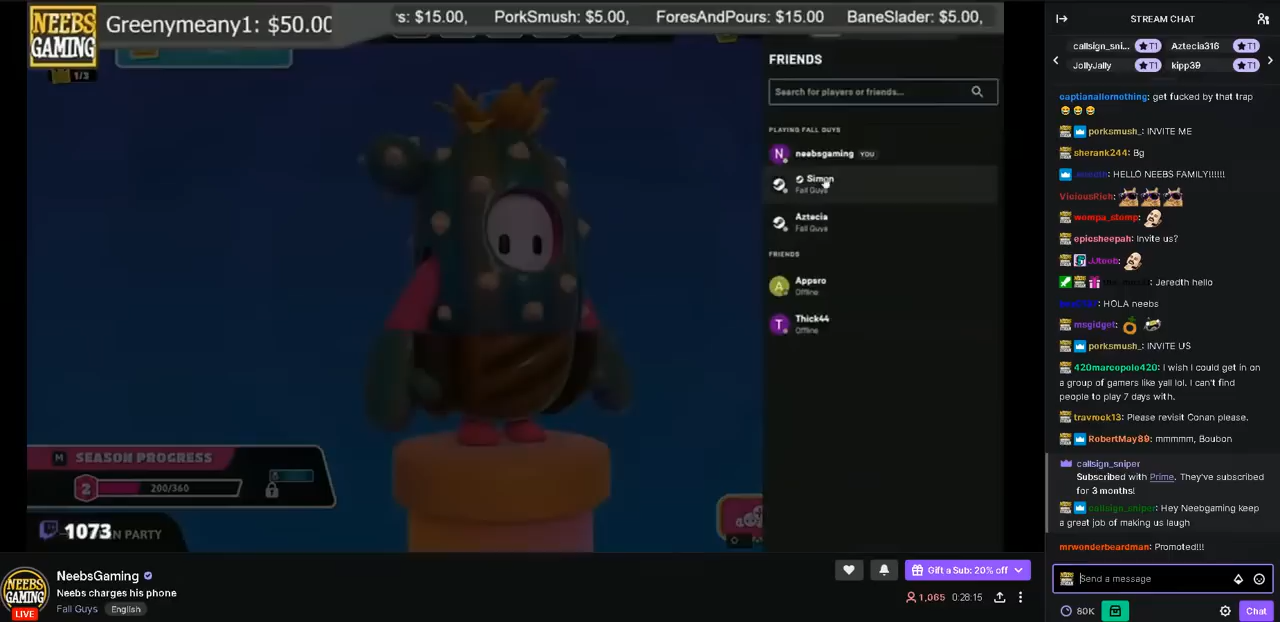 NEEBS
GAMING
Greenymeany1: $50.00
s: $15.00, PorkSmush: $5.00, ForesAndPours: $15.00 BaneSlader: $5.00,
1/3
FRIENDS
Search for players or friends...
PLAYING FALL GUYS
N neebsgaming YOU
Simon
Fall Guys
Aztecia
Fall Guys
FRIENDS
A Appsro
Offline
T Thick44
Offline
M SEASON PROGRESS
2 200/360
1073 N PARTY
NEEBS
GAMING
LIVE
NeebsGaming
Neebs charges his phone
Fall Guys English
Gift a Sub: 20% off
1,065 0:28:15
STREAM CHAT
callsign_sni... T1 Aztecia316 T1
JollyJally T1 kipp39 T1
captianallornothing: get fucked by that trap
porksmush_: INVITE ME
sherank244: Bg
HELLO NEEBS FAMILY!!!!!!
ViciousRich:
wompa_stomp:
epicsheepah: Invite us?
JJtoob:
: Jeredth hello
: HOLA neebs
msgidget:
porksmush_: INVITE US
420marcopolo420: I wish I could get in on
a group of gamers like yall lol. I can't find
people to play 7 days with.
travrock13: Please revisit Conan please.
RobertMay89: mmmmm, Boubon
callsign_sniper
Subscribed with Prime. They've subscribed
for 3 months!
callsign_sniper: Hey Neebgaming keep
a great job of making us laugh
mrwonderbeardman: Promoted!!!
Send a message
80K Chat